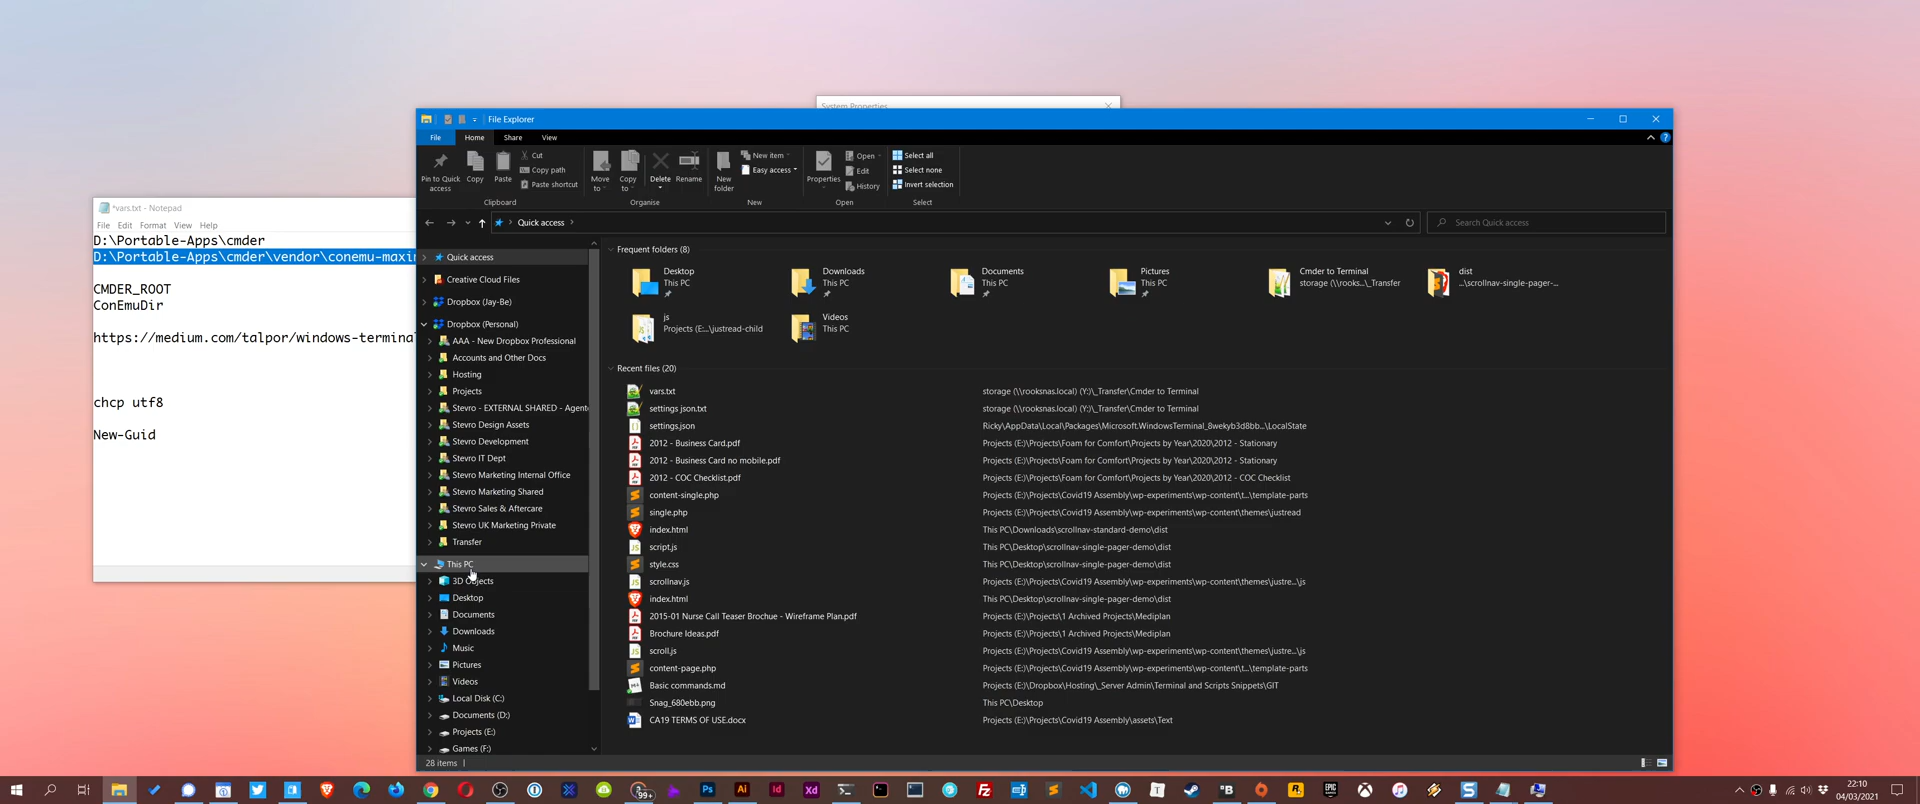 System Properties
File Explorer
File Home Share View
Pin to Quick access
Copy
Paste
Cut
Copy path
Paste shortcut
Clipboard
Move to
Copy to
Delete
Rename
Organise
New folder
New item
Easy access
New
Properties
Open
Edit
History
Open
Select all
Select none
Invert selection
Select
Quick access
Search Quick access
*vars.txt - Notepad
File Edit Format View Help
D:\Portable-Apps\cmder
D:\Portable-Apps\cmder\vendor\conemu-maxim
CMDER_ROOT
ConEmuDir
https://medium.com/talpor/windows-terminal
chcp utf8
New-Guid
Quick access
Creative Cloud Files
Dropbox (Jay-Be)
Dropbox (Personal)
AAA - New Dropbox Professional
Accounts and Other Docs
Hosting
Projects
Stevro - EXTERNAL SHARED - Agent
Stevro Design Assets
Stevro Development
Stevro IT Dept
Stevro Marketing Internal Office
Stevro Marketing Shared
Stevro Sales & Aftercare
Stevro UK Marketing Private
Transfer
This PC
3D Objects
Desktop
Documents
Downloads
Music
Pictures
Videos
Local Disk (C:)
Documents (D:)
Projects (E:)
Games (F:)
Frequent folders (8)
Desktop
This PC
Downloads
This PC
Documents
This PC
Pictures
This PC
Cmder to Terminal
storage (\\rooks...\_Transfer
dist
...\scrollnav-single-pager-...
js
Projects (E:...\justread-child
Videos
This PC
Recent files (20)
vars.txt storage (\\rooksnas.local) (Y:)\_Transfer\Cmder to Terminal
settings json.txt storage (\\rooksnas.local) (Y:)\_Transfer\Cmder to Terminal
settings.json Ricky\AppData\Local\Packages\Microsoft.WindowsTerminal_8wekyb3d8bb...\LocalState
2012 - Business Card.pdf Projects (E:)\Projects\Foam for Comfort\Projects by Year\2020\2012 - Stationary
2012 - Business Card no mobile.pdf Projects (E:)\Projects\Foam for Comfort\Projects by Year\2020\2012 - Stationary
2012 - COC Checklist.pdf Projects (E:)\Projects\Foam for Comfort\Projects by Year\2020\2012 - COC Checklist
content-single.php Projects (E:)\Projects\Covid19 Assembly\wp-experiments\wp-content\t...\template-parts
single.php Projects (E:)\Projects\Covid19 Assembly\wp-experiments\wp-content\themes\justread
index.html This PC\Downloads\scrollnav-standard-demo\dist
script.js This PC\Desktop\scrollnav-single-pager-demo\dist
style.css This PC\Desktop\scrollnav-single-pager-demo\dist
scrollnav.js Projects (E:)\Projects\Covid19 Assembly\wp-experiments\wp-content\themes\justre...\js
index.html This PC\Desktop\scrollnav-single-pager-demo\dist
2015-01 Nurse Call Teaser Brochue - Wireframe Plan.pdf Projects (E:)\Projects\1 Archived Projects\Mediplan
Brochure Ideas.pdf Projects (E:)\Projects\1 Archived Projects\Mediplan
scroll.js Projects (E:)\Projects\Covid19 Assembly\wp-experiments\wp-content\themes\justre...\js
content-page.php Projects (E:)\Projects\Covid19 Assembly\wp-experiments\wp-content\t...\template-parts
Basic commands.md Projects (E:)\Dropbox\Hosting\_Server Admin\Terminal and Scripts Snippets\GIT
Snag_680ebb.png This PC\Desktop
CA19 TERMS OF USE.docx Projects (E:)\Projects\Covid19 Assembly\assets\Text
28 items
99+
Ps
Ai
Id
Xd
22:10
04/03/2021